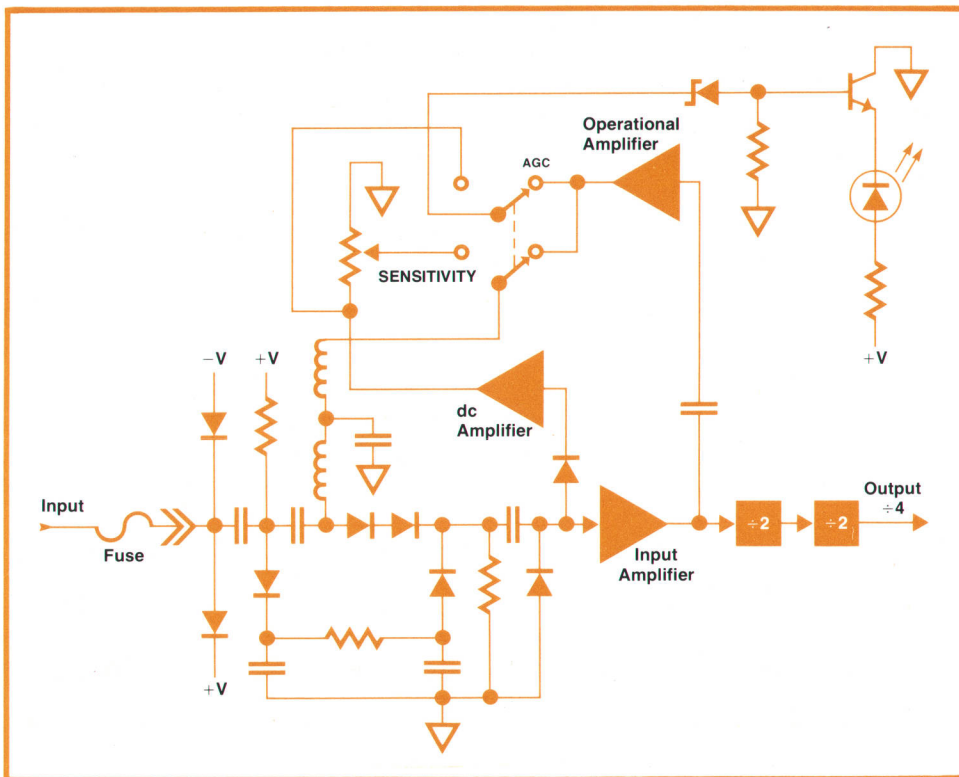 Operational
Amplifier
AGC
SENSITIVITY
+V
−V
+V
dc
Amplifier
Input
Fuse
Input
Amplifier
÷2
÷2
Output
÷4
+V